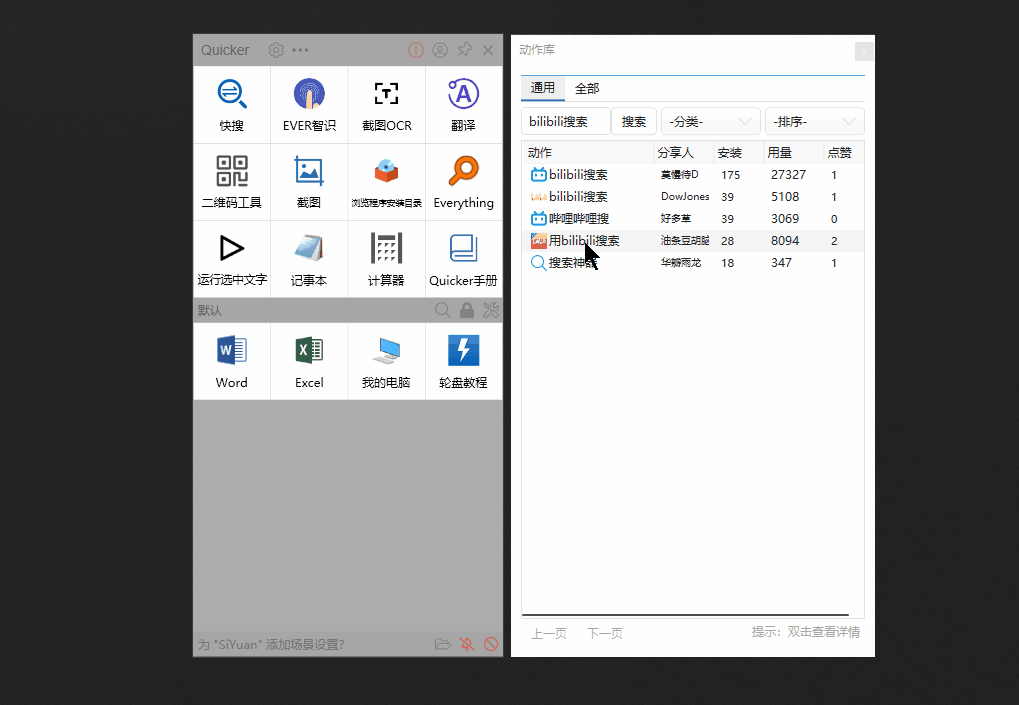 Quicker
快搜 EVER智识 截图OCR 翻译
二维码工具 截图 浏览程序安装目录 Everything
运行选中文字 记事本 计算器 Quicker手册
默认
Word Excel 我的电脑 轮盘教程
为 "SiYuan" 添加场景设置?
动作库
通用 全部
bilibili搜索 搜索 -分类- -排序-
动作 分享人 安装 用量 点赞
bilibili搜索 莫慢待D 175 27327 1
bilibili搜索 DowJones 39 5108 1
哔哩哔哩搜 好多草 39 3069 0
用bilibili搜索 油条豆胡脑 28 8094 2
搜索神器 华瓣雨龙 18 347 1
上一页 下一页 提示：双击查看详情